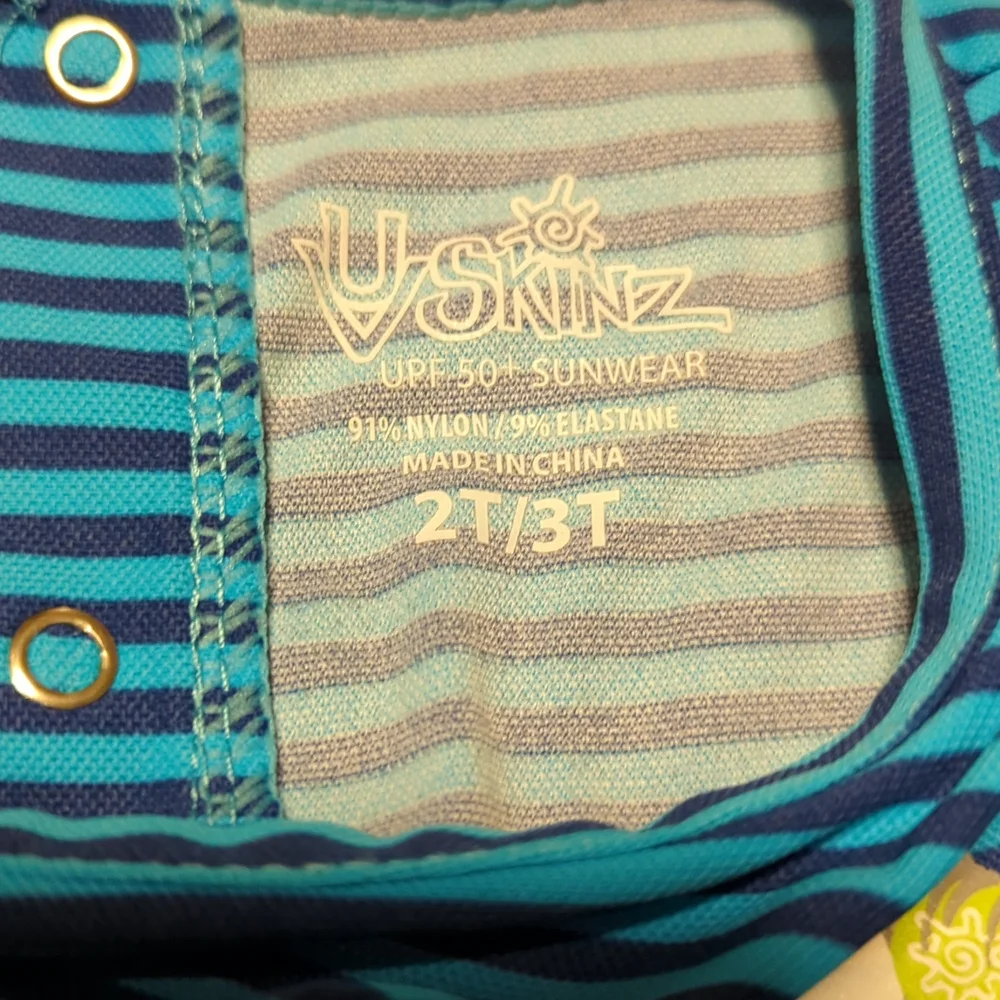 UV SKINZ
UPF 50+ SUNWEAR
91% NYLON / 9% ELASTANE
MADE IN CHINA
2T/3T